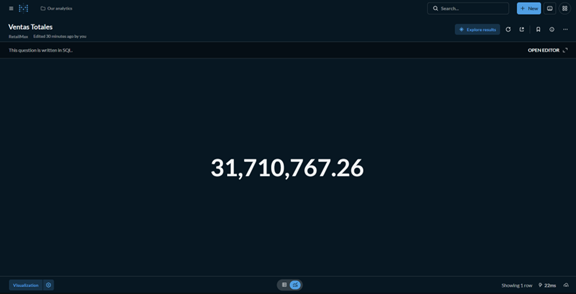 Our analytics
Search...
New
Ventas Totales
Edited 30 minutes ago by you
Explore results
This question is written in SQL.
OPEN EDITOR
31,710,767.26
Visualization
Showing 1 row
22ms